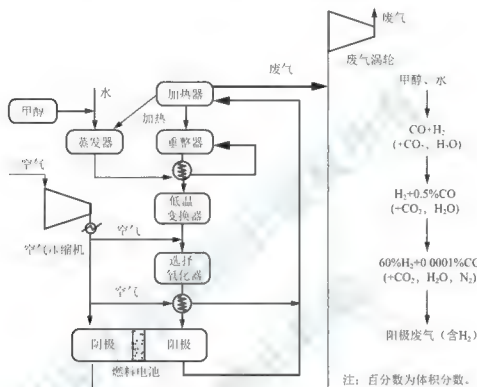 废气
废气涡轮
废气
水
加热器
甲醇
加热
蒸发器
重整器
空气
低温
变换器
空气
空气压缩机
选择
氧化器
空气
阴极
阳极
燃料电池
甲醇、水
CO+H₂
(+CO₂, H₂O)
H₂+0.5%CO
(+CO₂, H₂O)
60%H₂+0.0001%CO
(+CO₂, H₂O, N₂)
阳极废气（含H₂）
注：百分数为体积分数。